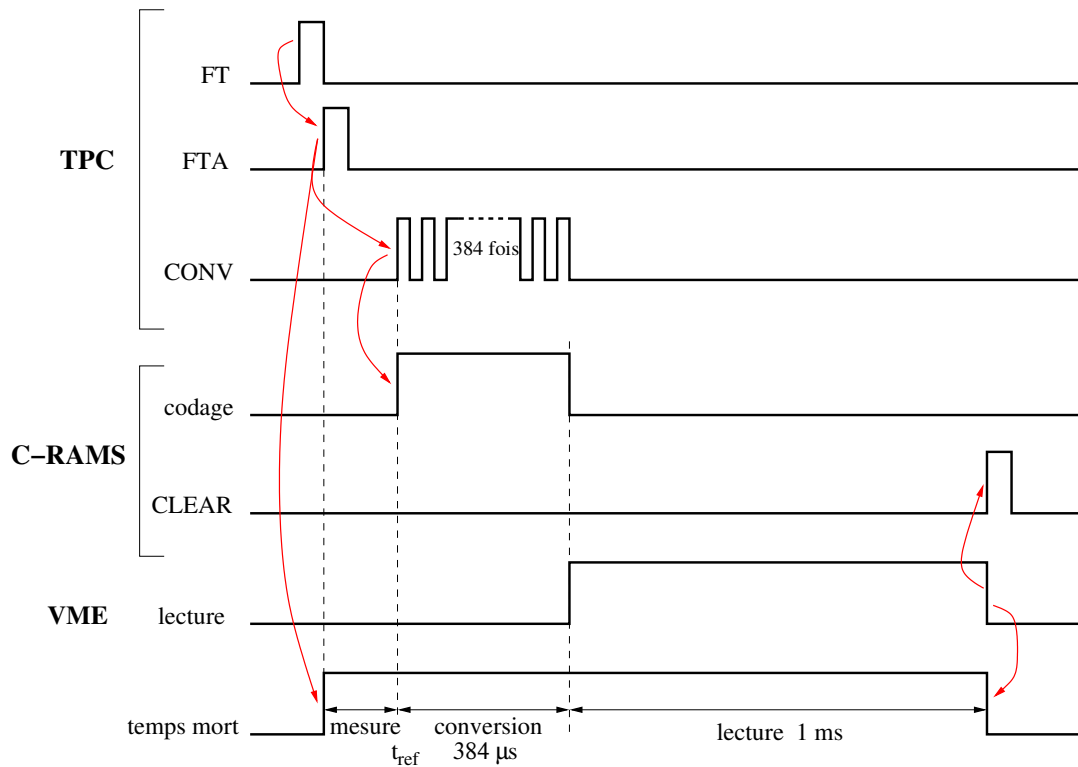 FT
TPC
FTA
384 fois
CONV
codage
C−RAMS
CLEAR
VME
lecture
temps mort
mesure
conversion
lecture 1 ms
t_ref
384 μs